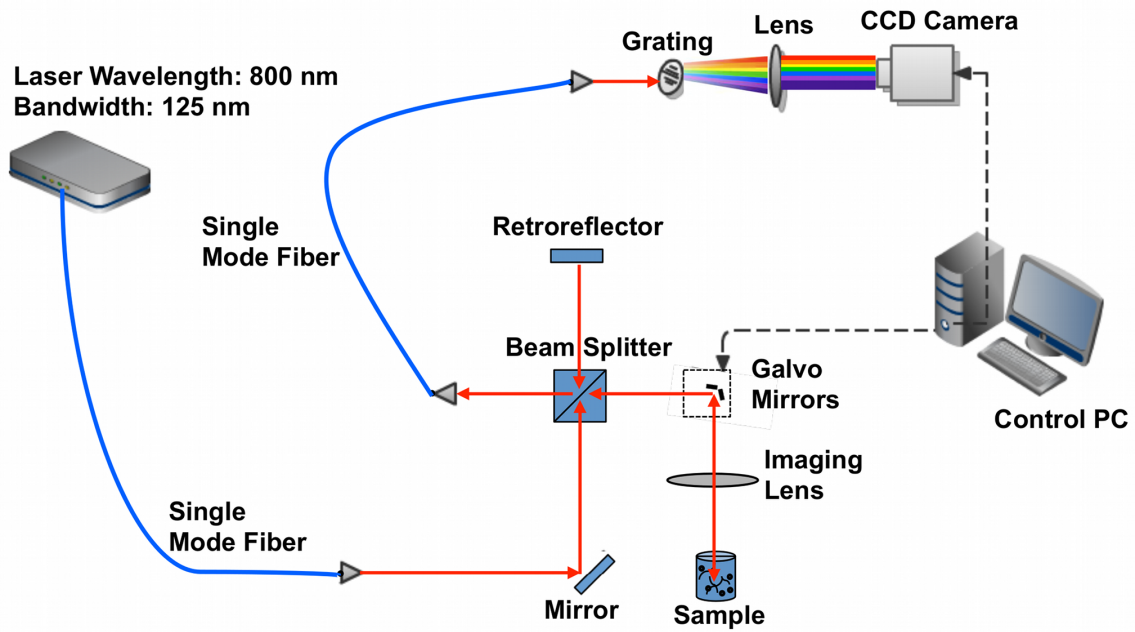 Laser Wavelength: 800 nm
Bandwidth: 125 nm
Grating
Lens
CCD Camera
Single
Mode Fiber
Retroreflector
Beam Splitter
Galvo
Mirrors
Control PC
Imaging
Lens
Single
Mode Fiber
Mirror
Sample